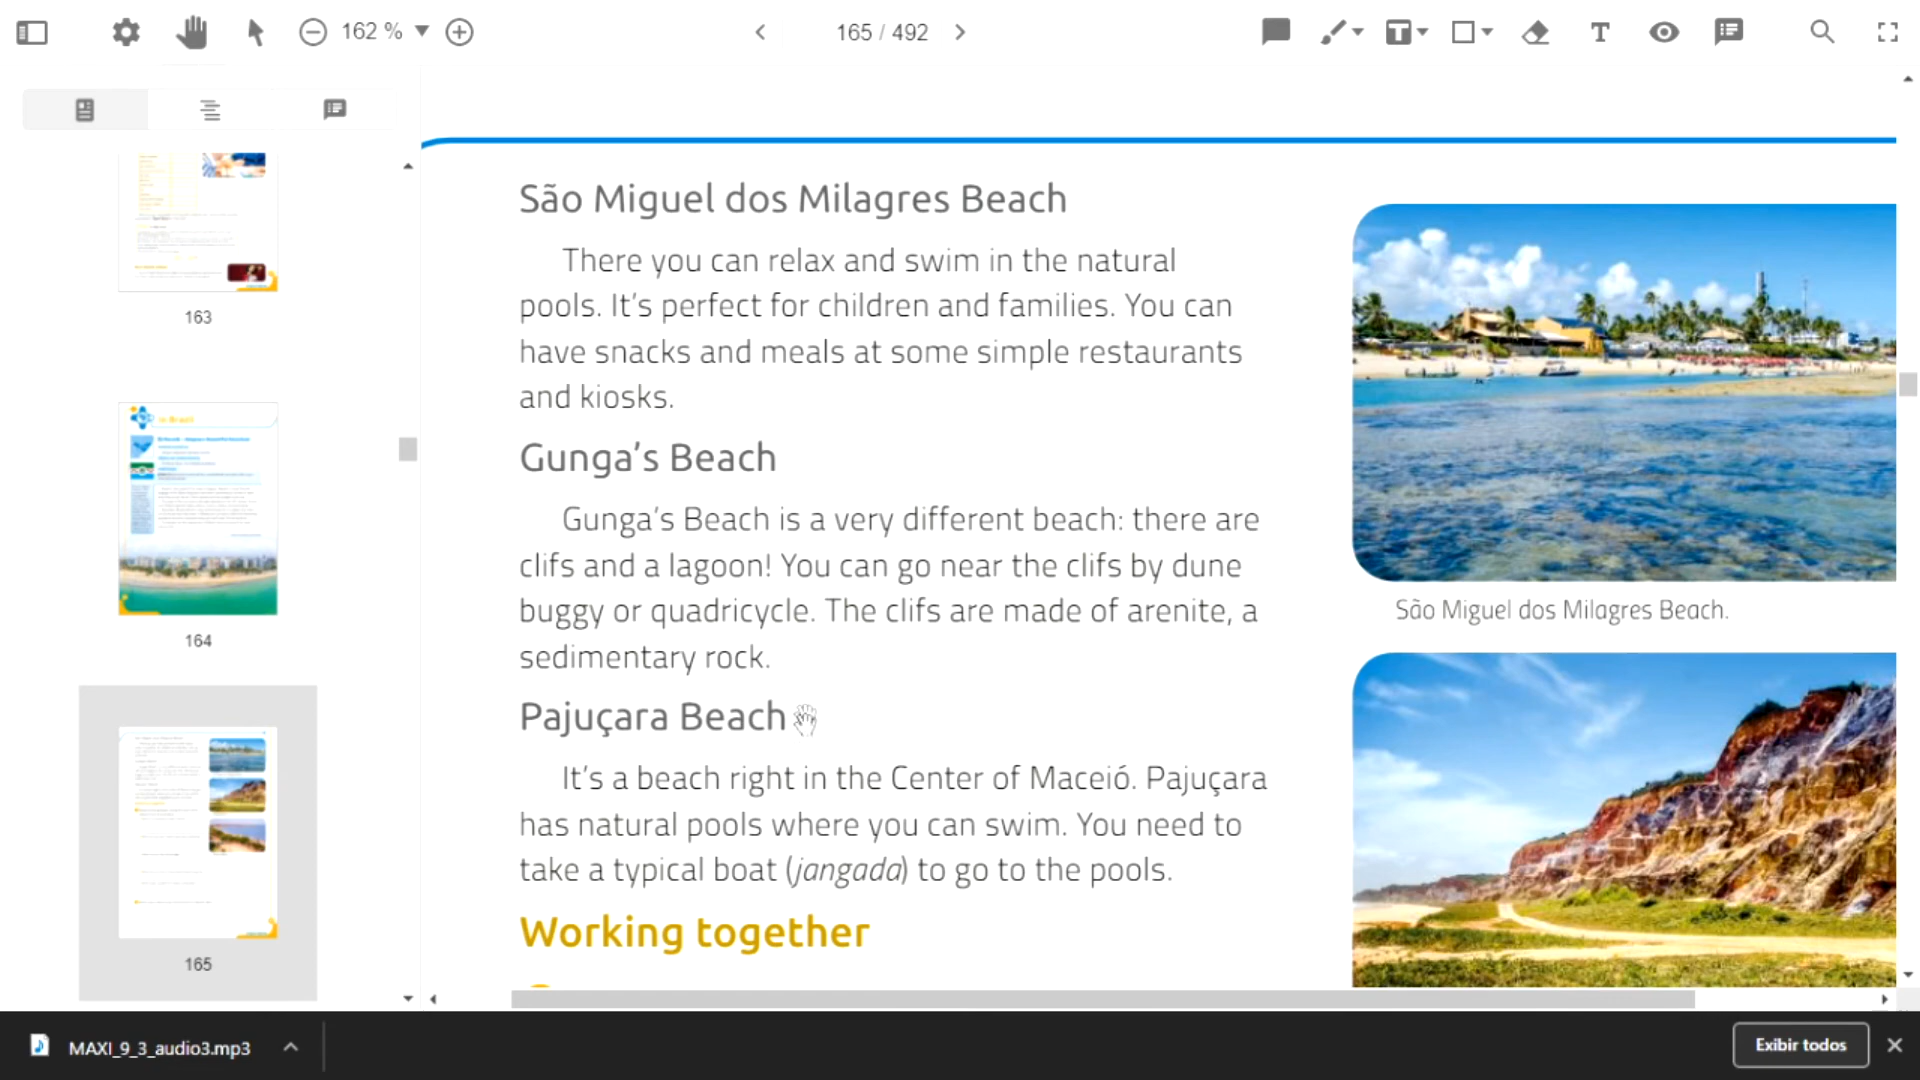 162 %
165 / 492
São Miguel dos Milagres Beach
There you can relax and swim in the natural
pools. It's perfect for children and families. You can
have snacks and meals at some simple restaurants
and kiosks.
Gunga's Beach
Gunga's Beach is a very different beach: there are
clifs and a lagoon! You can go near the clifs by dune
buggy or quadricycle. The clifs are made of arenite, a
sedimentary rock.
Pajuçara Beach
It's a beach right in the Center of Maceió. Pajuçara
has natural pools where you can swim. You need to
take a typical boat (jangada) to go to the pools.
Working together
São Miguel dos Milagres Beach.
163
164
165
MAXI_9_3_audio3.mp3
Exibir todos